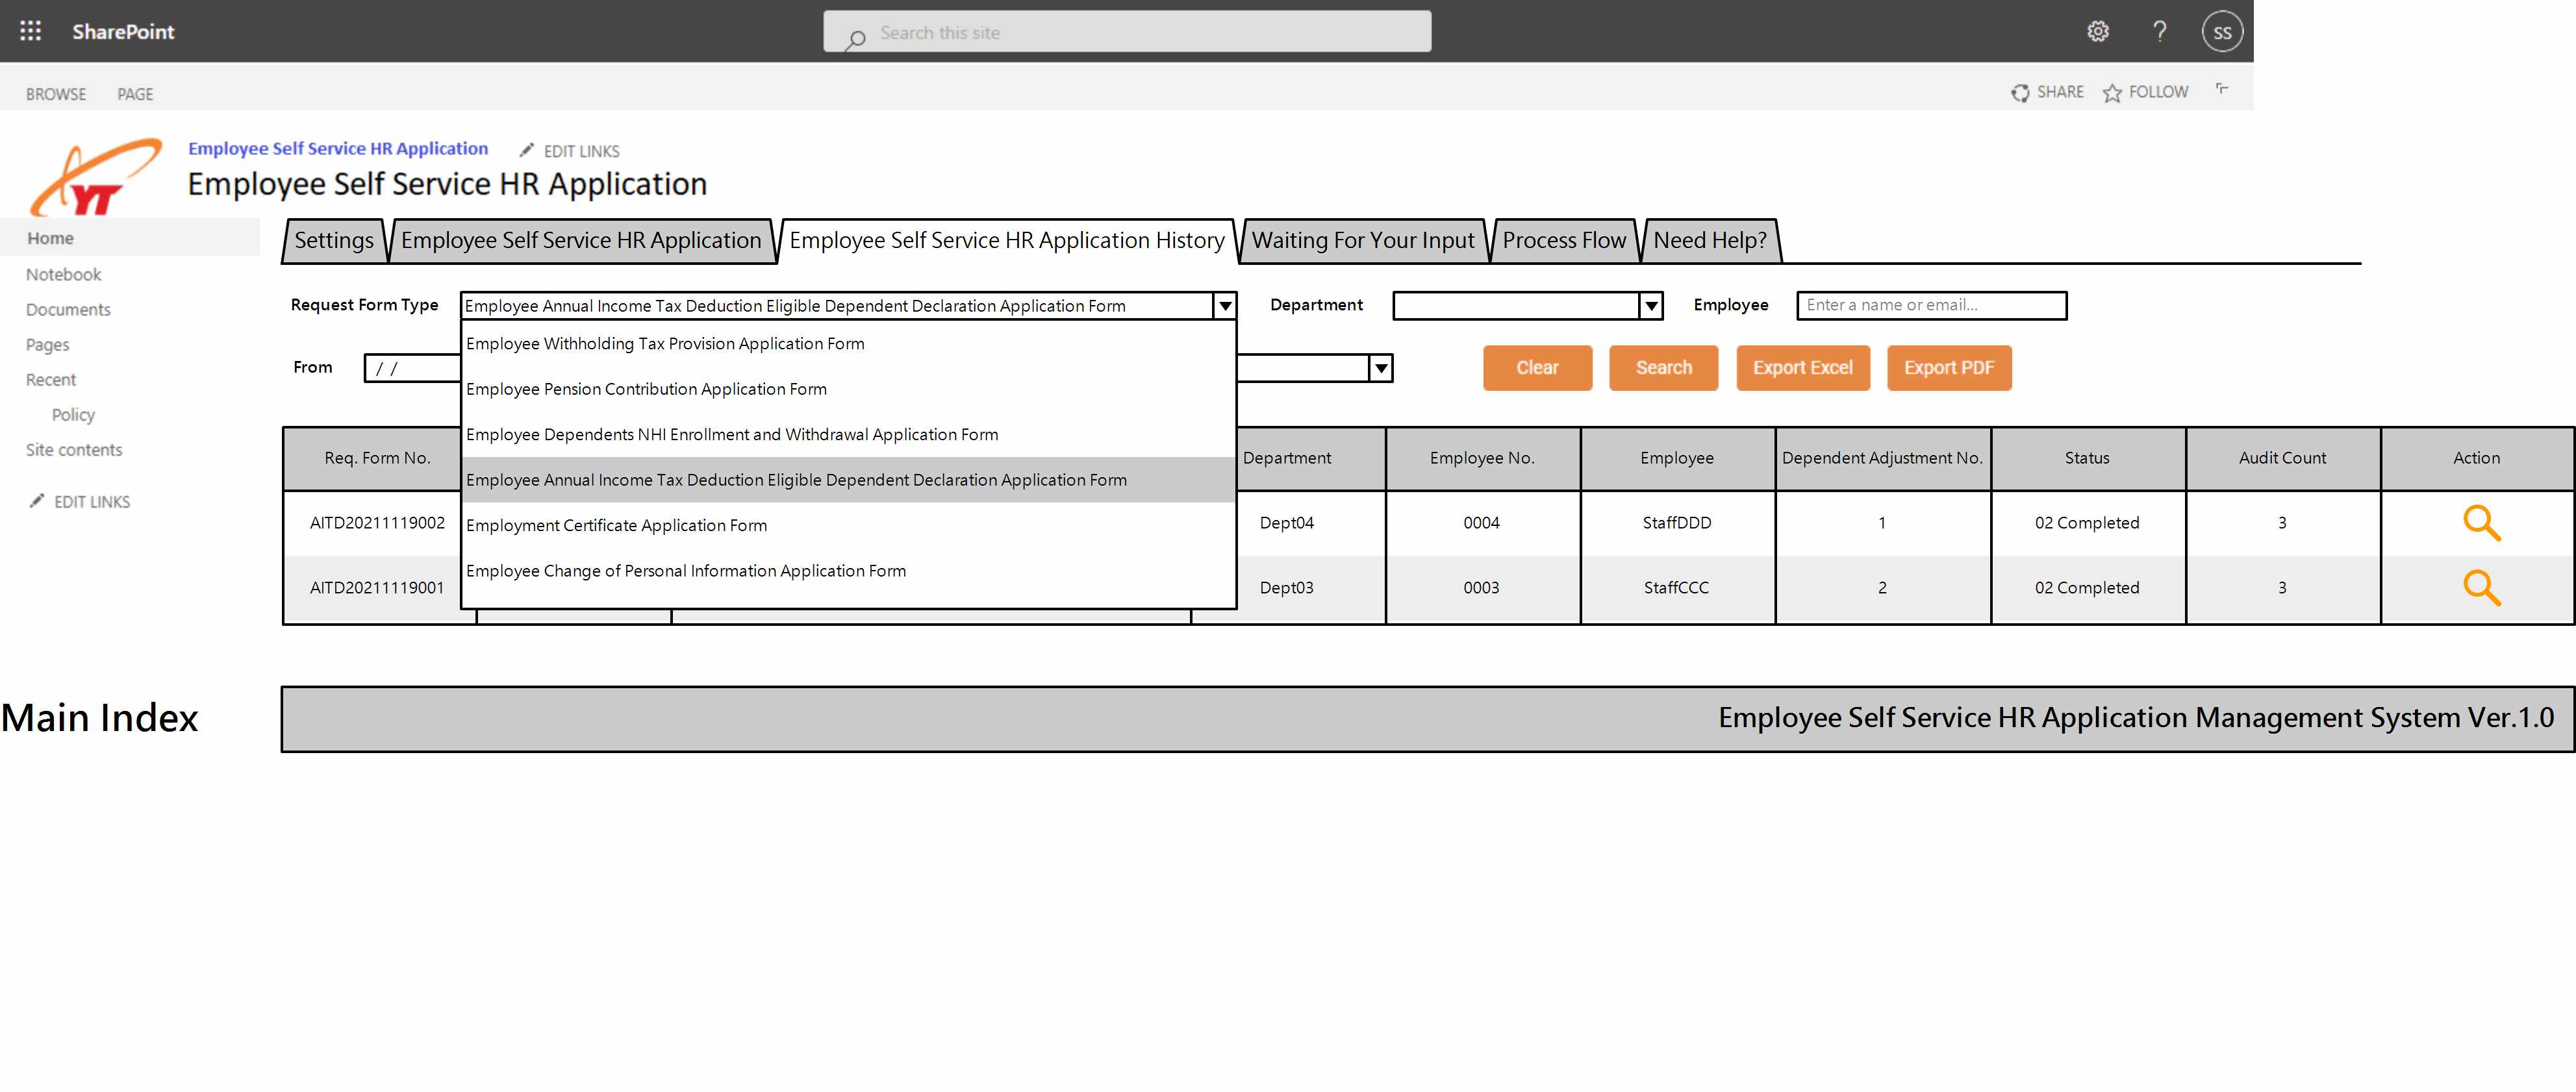 SharePoint
Search this site
?
SS
BROWSE PAGE
SHARE FOLLOW
YT
Employee Self Service HR Application EDIT LINKS
Employee Self Service HR Application
Home
Notebook
Documents
Pages
Recent
Policy
Site contents
EDIT LINKS
Settings Employee Self Service HR Application Employee Self Service HR Application History Waiting For Your Input Process Flow Need Help?
Request Form Type Employee Annual Income Tax Deduction Eligible Dependent Declaration Application Form Department Employee Enter a name or email...
Employee Withholding Tax Provision Application Form
Employee Pension Contribution Application Form
Employee Dependents NHI Enrollment and Withdrawal Application Form
Employee Annual Income Tax Deduction Eligible Dependent Declaration Application Form
Employment Certificate Application Form
Employee Change of Personal Information Application Form
From / / Clear Search Export Excel Export PDF
Req. Form No. Department Employee No. Employee Dependent Adjustment No. Status Audit Count Action
AITD20211119002 Dept04 0004 StaffDDD 1 02 Completed 3
AITD20211119001 Dept03 0003 StaffCCC 2 02 Completed 3
Main Index
Employee Self Service HR Application Management System Ver.1.0